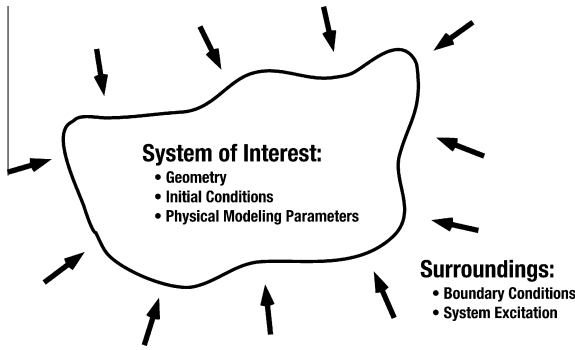 System of Interest:
• Geometry
• Initial Conditions
• Physical Modeling Parameters
Surroundings:
• Boundary Conditions
• System Excitation